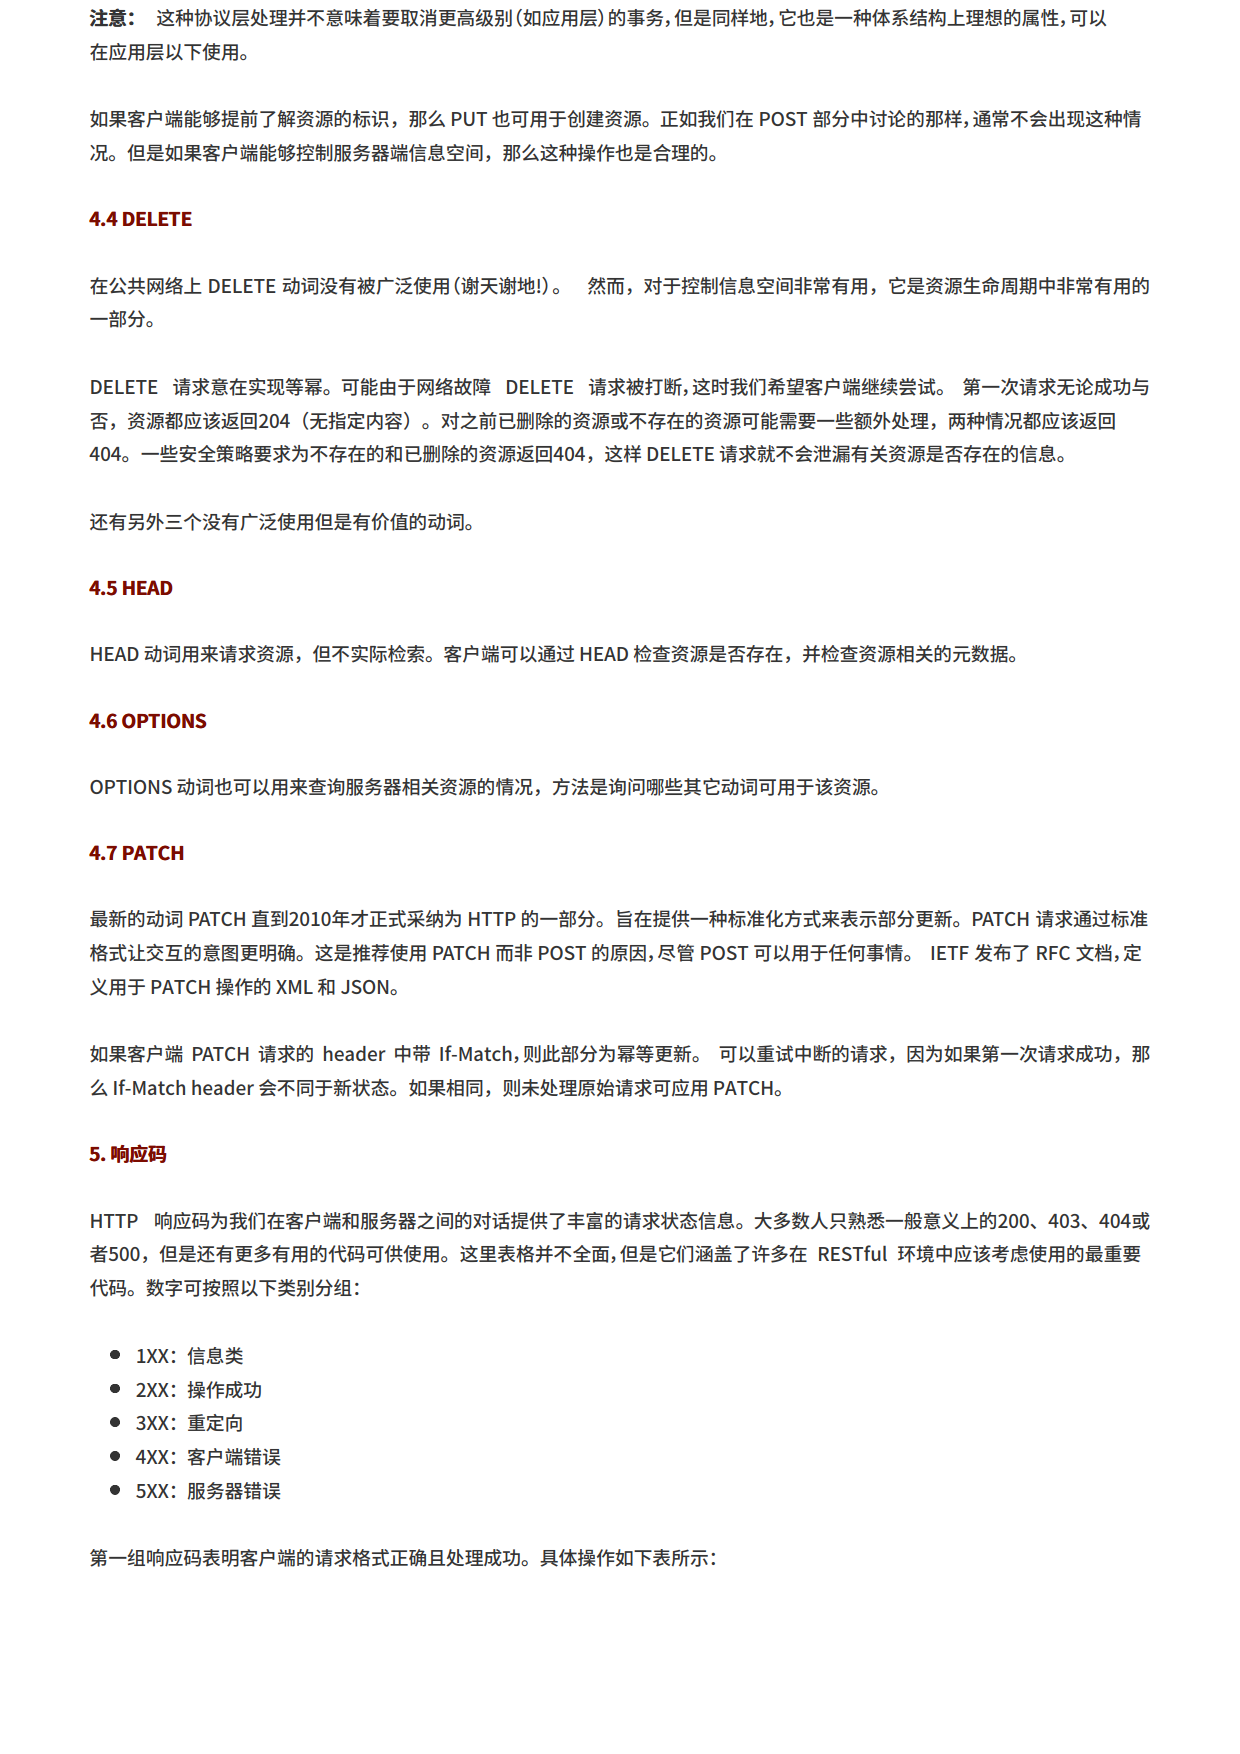 注意： 这种协议层处理并不意味着要取消更高级别(如应用层)的事务,但是同样地,它也是一种体系结构上理想的属性,可以
在应用层以下使用。
如果客户端能够提前了解资源的标识，那么 PUT 也可用于创建资源。正如我们在 POST 部分中讨论的那样,通常不会出现这种情
况。但是如果客户端能够控制服务器端信息空间，那么这种操作也是合理的。
4.4 DELETE
在公共网络上 DELETE 动词没有被广泛使用(谢天谢地!)。 然而，对于控制信息空间非常有用，它是资源生命周期中非常有用的
一部分。
DELETE 请求意在实现等幂。可能由于网络故障 DELETE 请求被打断,这时我们希望客户端继续尝试。 第一次请求无论成功与
否，资源都应该返回204（无指定内容）。对之前已删除的资源或不存在的资源可能需要一些额外处理，两种情况都应该返回
404。一些安全策略要求为不存在的和已删除的资源返回404，这样 DELETE 请求就不会泄漏有关资源是否存在的信息。
还有另外三个没有广泛使用但是有价值的动词。
4.5 HEAD
HEAD 动词用来请求资源，但不实际检索。客户端可以通过 HEAD 检查资源是否存在，并检查资源相关的元数据。
4.6 OPTIONS
OPTIONS 动词也可以用来查询服务器相关资源的情况，方法是询问哪些其它动词可用于该资源。
4.7 PATCH
最新的动词 PATCH 直到2010年才正式采纳为 HTTP 的一部分。旨在提供一种标准化方式来表示部分更新。PATCH 请求通过标准
格式让交互的意图更明确。这是推荐使用 PATCH 而非 POST 的原因,尽管 POST 可以用于任何事情。 IETF 发布了 RFC 文档,定
义用于 PATCH 操作的 XML 和 JSON。
如果客户端 PATCH 请求的 header 中带 If-Match,则此部分为幂等更新。 可以重试中断的请求，因为如果第一次请求成功，那
么 If-Match header 会不同于新状态。如果相同，则未处理原始请求可应用 PATCH。
5. 响应码
HTTP 响应码为我们在客户端和服务器之间的对话提供了丰富的请求状态信息。大多数人只熟悉一般意义上的200、403、404或
者500，但是还有更多有用的代码可供使用。这里表格并不全面,但是它们涵盖了许多在 RESTful 环境中应该考虑使用的最重要
代码。数字可按照以下类别分组：
● 1XX：信息类
● 2XX：操作成功
● 3XX：重定向
● 4XX：客户端错误
● 5XX：服务器错误
第一组响应码表明客户端的请求格式正确且处理成功。具体操作如下表所示：